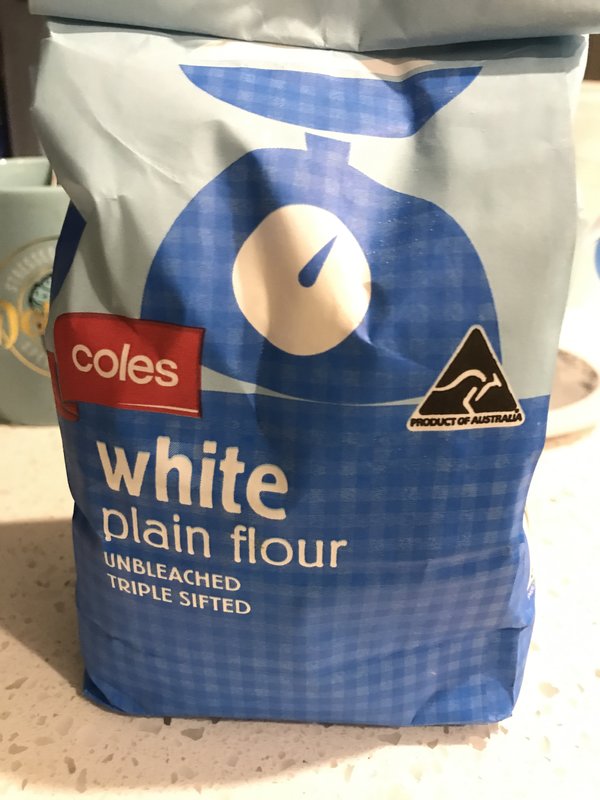 coles
PRODUCT OF AUSTRALIA
white
plain flour
UNBLEACHED
TRIPLE SIFTED